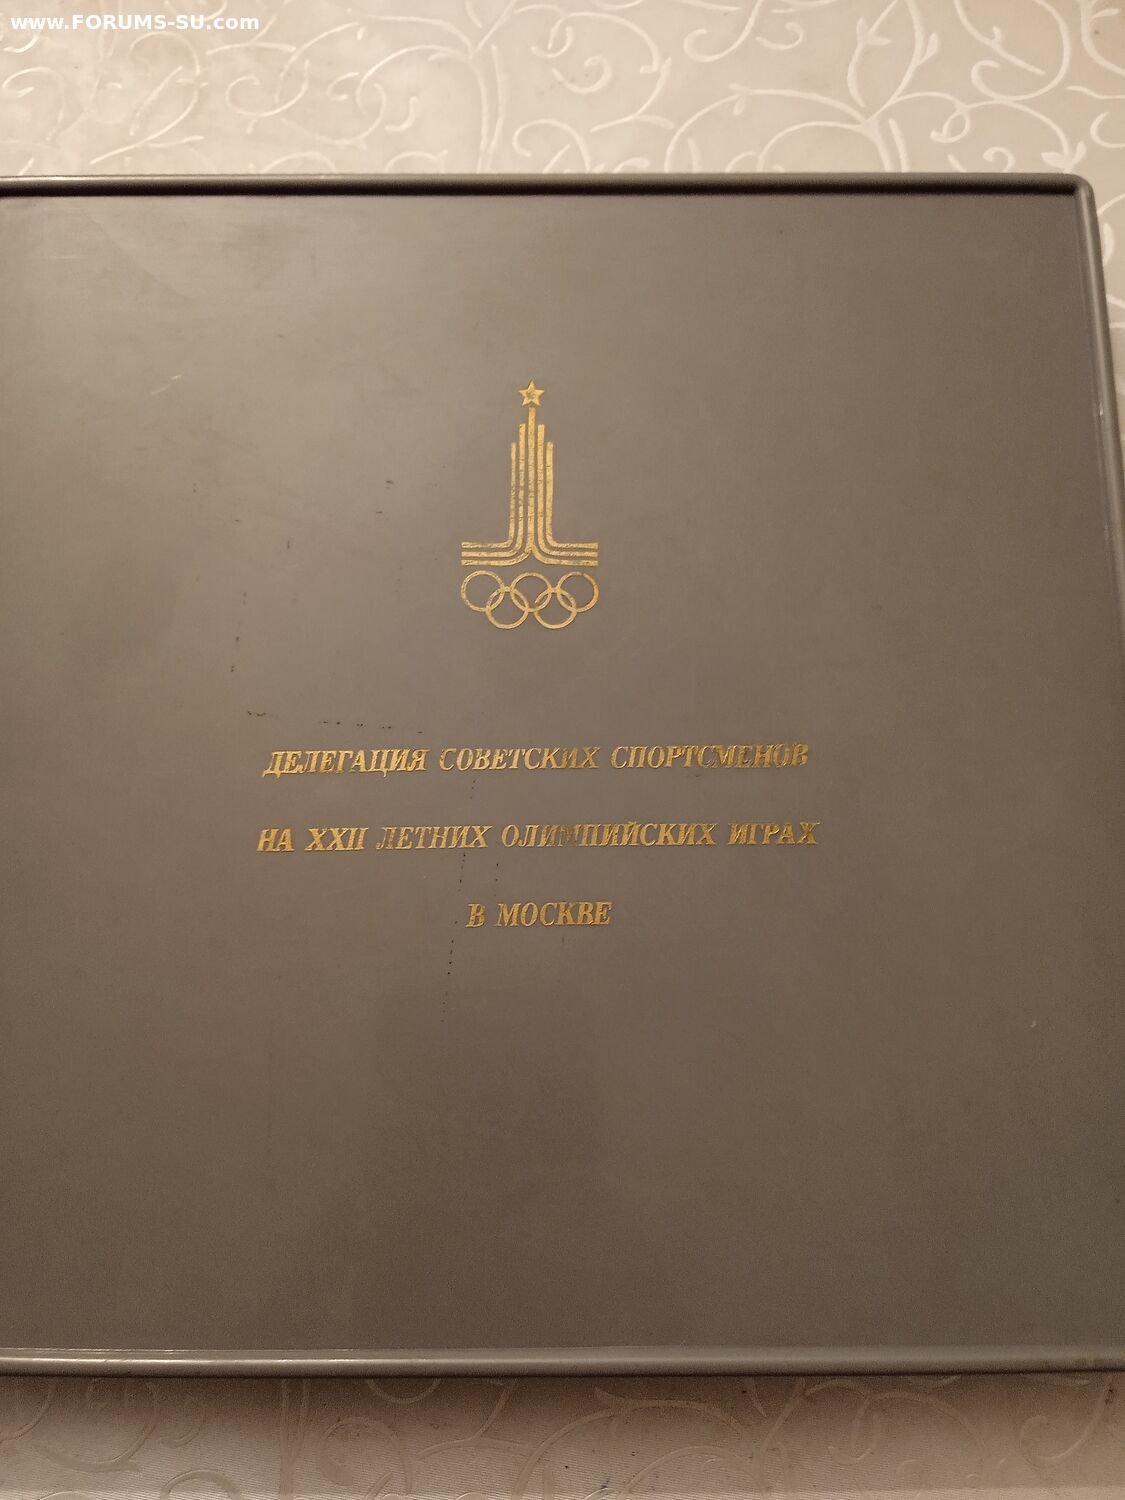 www.FORUMS-SU.com
ДЕЛЕГАЦИЯ СОВЕТСКИХ СПОРТСМЕНОВ
НА XXII ЛЕТНИХ ОЛИМПИЙСКИХ ИГРАХ
В МОСКВЕ